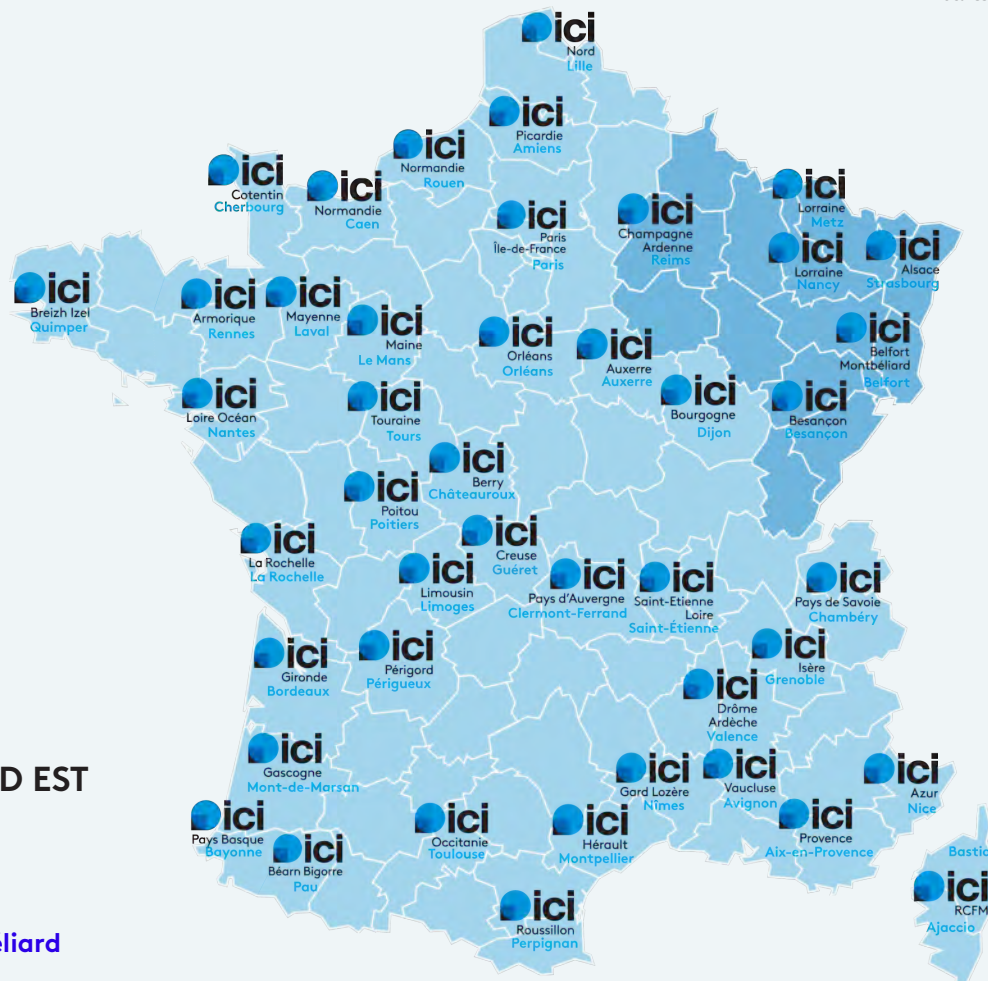 ici
Nord
Lille
ici
Picardie
Amiens
ici
Normandie
Rouen
ici
Cotentin
Cherbourg
ici
Normandie
Caen
ici
Paris
Île-de-France
Paris
ici
Champagne
Ardenne
Reims
ici
Lorraine
Metz
ici
Lorraine
Nancy
ici
Alsace
Strasbourg
ici
Breizh Izel
Quimper
ici
Armorique
Rennes
ici
Mayenne
Laval
ici
Maine
Le Mans
ici
Orléans
Orléans
ici
Auxerre
Auxerre
ici
Belfort
Montbéliard
Belfort
ici
Loire Océan
Nantes
ici
Touraine
Tours
ici
Bourgogne
Dijon
ici
Besançon
Besançon
ici
Berry
Châteauroux
ici
Poitou
Poitiers
ici
La Rochelle
La Rochelle
ici
Creuse
Guéret
ici
Limousin
Limoges
ici
Pays d'Auvergne
Clermont-Ferrand
ici
Saint-Etienne
Loire
Saint-Étienne
ici
Pays de Savoie
Chambéry
ici
Gironde
Bordeaux
ici
Périgord
Périgueux
ici
Isère
Grenoble
ici
Drôme
Ardèche
Valence
ici
Gascogne
Mont-de-Marsan
D EST
ici
Gard Lozère
Nîmes
ici
Vaucluse
Avignon
ici
Azur
Nice
ici
Pays Basque
Bayonne
ici
Béarn Bigorre
Pau
ici
Occitanie
Toulouse
ici
Hérault
Montpellier
ici
Provence
Aix-en-Provence
Bastia
ici
RCFM
Ajaccio
ici
Roussillon
Perpignan
éliard